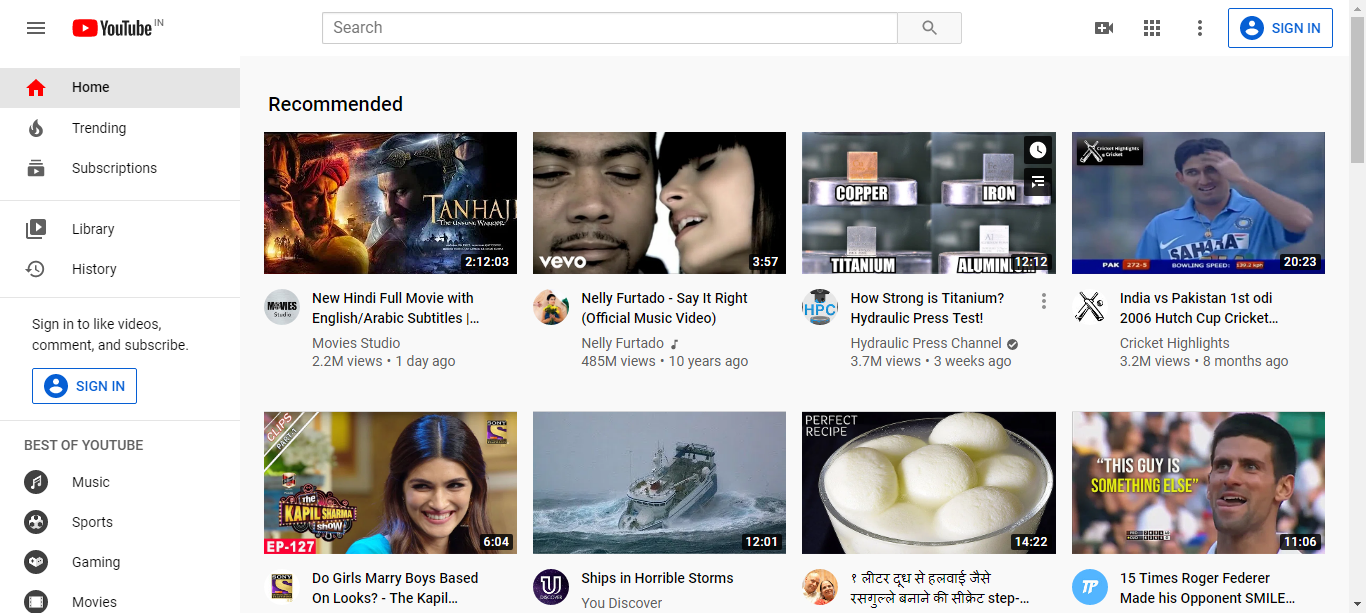 YouTube IN
Search
SIGN IN
Home
Trending
Subscriptions
Library
History
Sign in to like videos,
comment, and subscribe.
SIGN IN
BEST OF YOUTUBE
Music
Sports
Gaming
Movies
Recommended
TANHAJI
THE UNSUNG WARRIOR
2:12:03
MOVIES
Studio
New Hindi Full Movie with
English/Arabic Subtitles |...
Movies Studio
2.2M views • 1 day ago
vevo
3:57
Nelly Furtado - Say It Right
(Official Music Video)
Nelly Furtado
485M views • 10 years ago
COPPER
IRON
TITANIUM
ALUMINIUM
12:12
HPC
How Strong is Titanium?
Hydraulic Press Test!
Hydraulic Press Channel
3.7M views • 3 weeks ago
Cricket Highlights
Cricket
SAHARA
PAK 272-5 BOWLING SPEED:
20:23
India vs Pakistan 1st odi
2006 Hutch Cup Cricket...
Cricket Highlights
3.2M views • 8 months ago
CLIPS
PART-1
SONY
The
KAPIL SHARMA
SHOW
EP-127
6:04
SONY
Do Girls Marry Boys Based
On Looks? - The Kapil...
12:01
U
DISCOVER
Ships in Horrible Storms
You Discover
PERFECT
RECIPE
14:22
१ लीटर दूध से हलवाई जैसे
रसगुल्ले बनाने की सीक्रेट step-...
"THIS GUY IS
SOMETHING ELSE"
11:06
TP
15 Times Roger Federer
Made his Opponent SMILE...